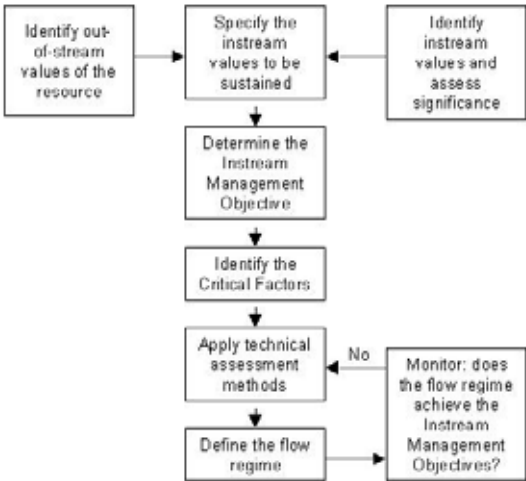 Identify out-
of-stream
values of the
resource
Specify the
instream
values to be
sustained
Identify
instream
values and
assess
significance
Determine the
Instream
Management
Objective
Identify the
Critical Factors
Apply technical
assessment
methods
No
Monitor: does
the flow regime
achieve the
Instream
Management
Objectives?
Define the flow
regime